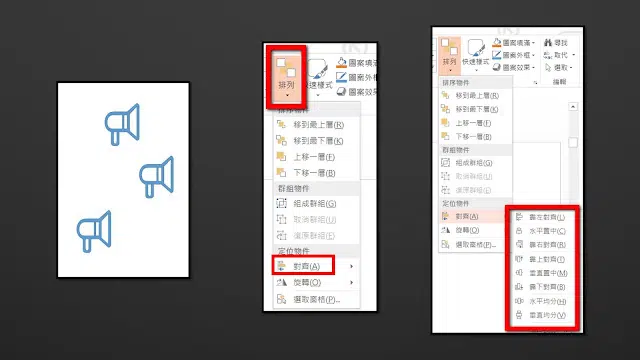 排列
快速樣式
圖案填滿
圖案外框
圖案效果
排序物件
移到最上層(R)
移到最下層(K)
上移一層(F)
下移一層(B)
群組物件
組成群組(G)
取消群組(U)
還原群組(E)
定位物件
對齊(A)
旋轉(O)
選取窗格(P)...
排列
快速樣式
圖案填滿
圖案外框
圖案效果
尋找
取代
選取
編輯
排序物件
移到最上層(R)
移到最下層(K)
上移一層(F)
下移一層(B)
群組物件
組成群組(G)
取消群組(U)
還原群組(E)
定位物件
對齊(A)
旋轉(O)
選取窗格(P)...
靠左對齊(L)
水平置中(C)
靠右對齊(R)
靠上對齊(T)
垂直置中(M)
靠下對齊(B)
水平均分(H)
垂直均分(V)